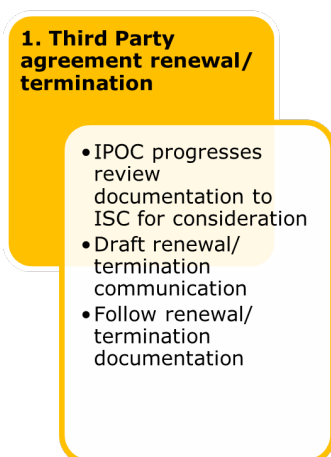 1. Third Party
agreement renewal/
termination
•IPOC progresses
review
documentation to
ISC for consideration
•Draft renewal/
termination
communication
•Follow renewal/
termination
documentation